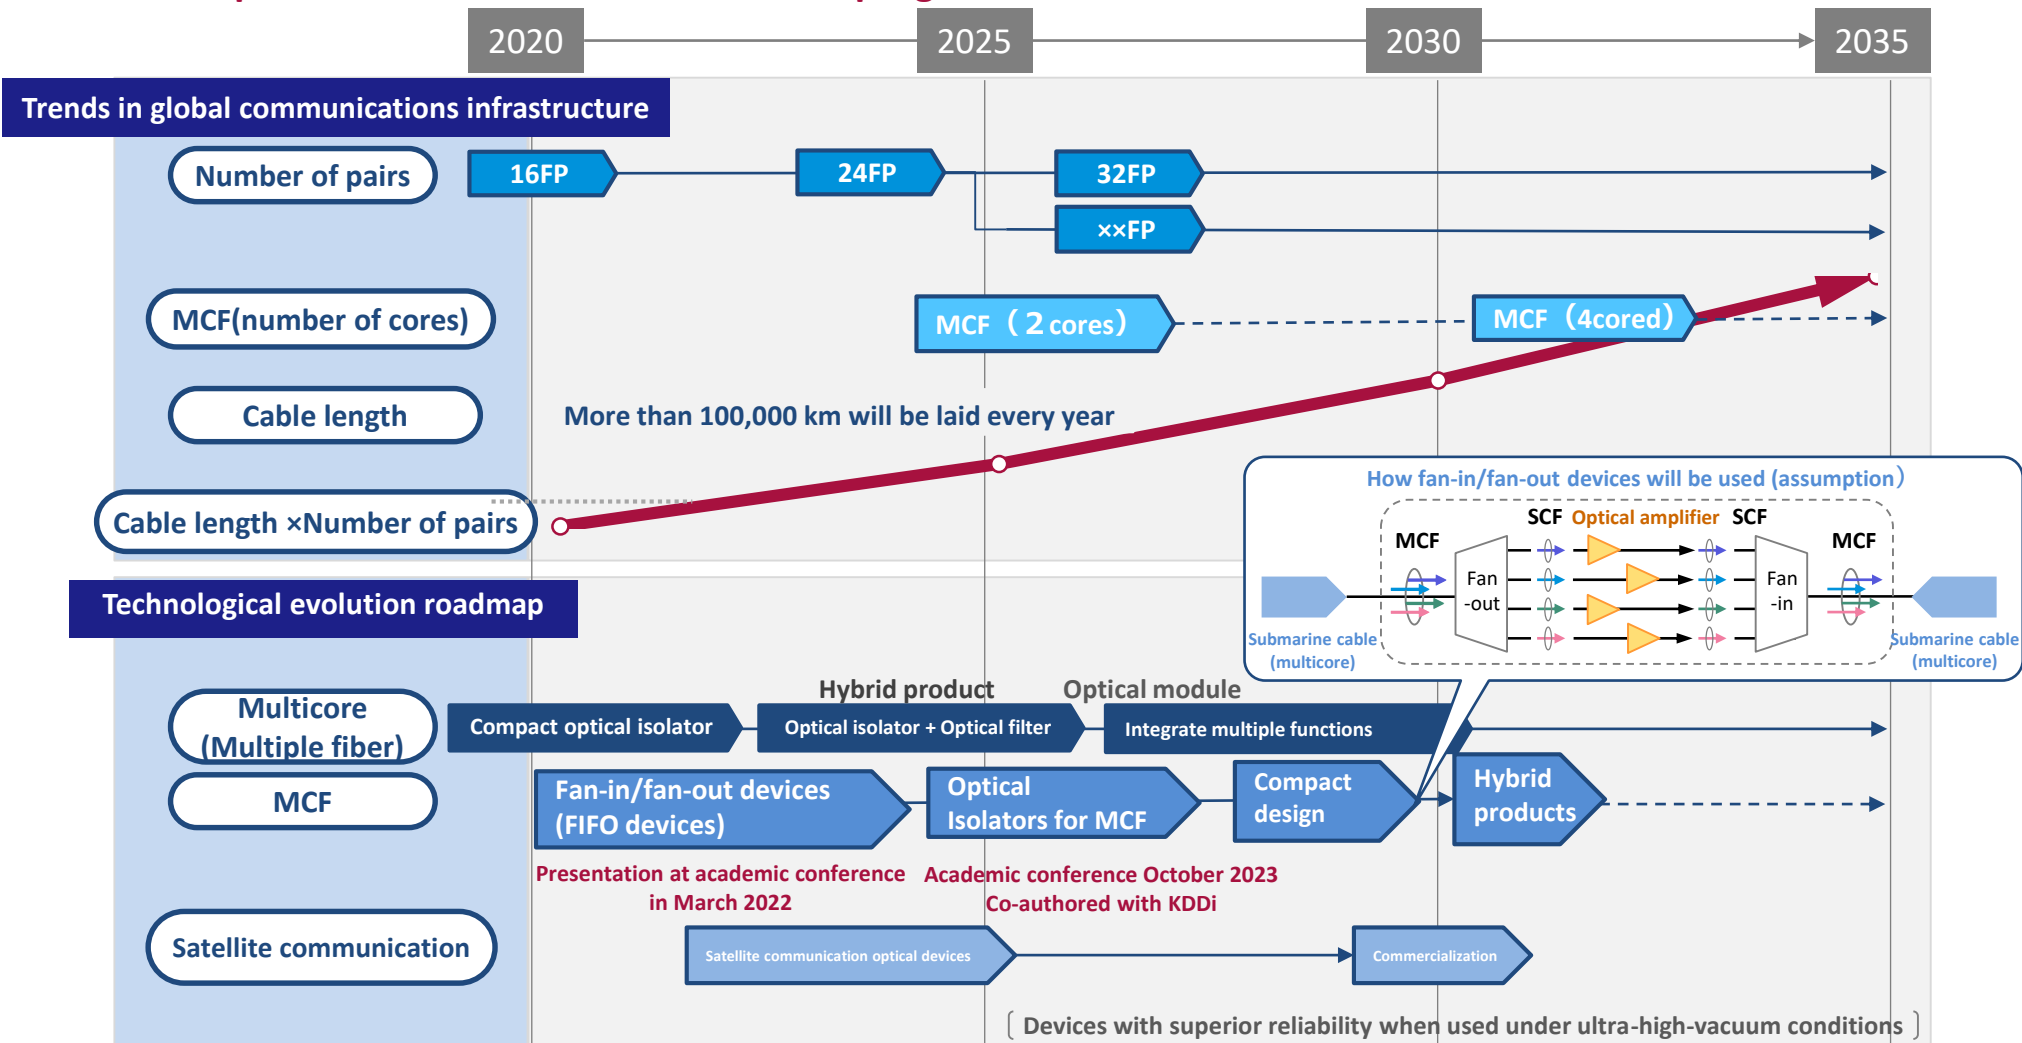 2020
2025
2030
2035
Trends in global communications infrastructure
Number of pairs
16FP
24FP
32FP
××FP
MCF(number of cores)
MCF（２cores）
MCF（4cored）
Cable length
More than 100,000 km will be laid every year
Cable length ×Number of pairs
How fan-in/fan-out devices will be used (assumption）
SCF
Optical amplifier
SCF
MCF
MCF
Fan
-out
Fan
-in
Submarine cable
(multicore)
Submarine cable
(multicore)
Technological evolution roadmap
Hybrid product
Optical module
Multicore
(Multiple fiber)
Compact optical isolator
Optical isolator + Optical filter
Integrate multiple functions
MCF
Fan-in/fan-out devices
(FIFO devices)
Optical
Isolators for MCF
Compact
design
Hybrid
products
Presentation at academic conference
in March 2022
Academic conference October 2023
Co-authored with KDDi
Satellite communication
Satellite communication optical devices
Commercialization
〔 Devices with superior reliability when used under ultra-high-vacuum conditions 〕